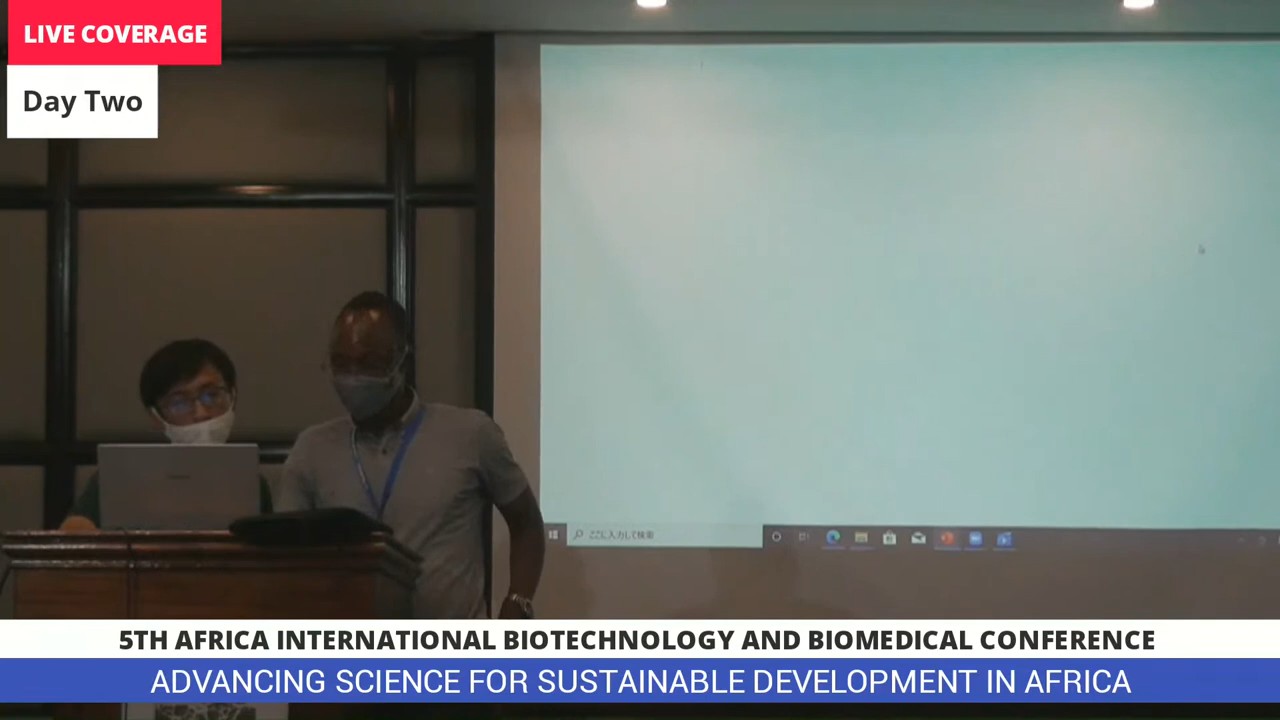 LIVE COVERAGE
Day Two
ここに入力して検索
5TH AFRICA INTERNATIONAL BIOTECHNOLOGY AND BIOMEDICAL CONFERENCE
ADVANCING SCIENCE FOR SUSTAINABLE DEVELOPMENT IN AFRICA